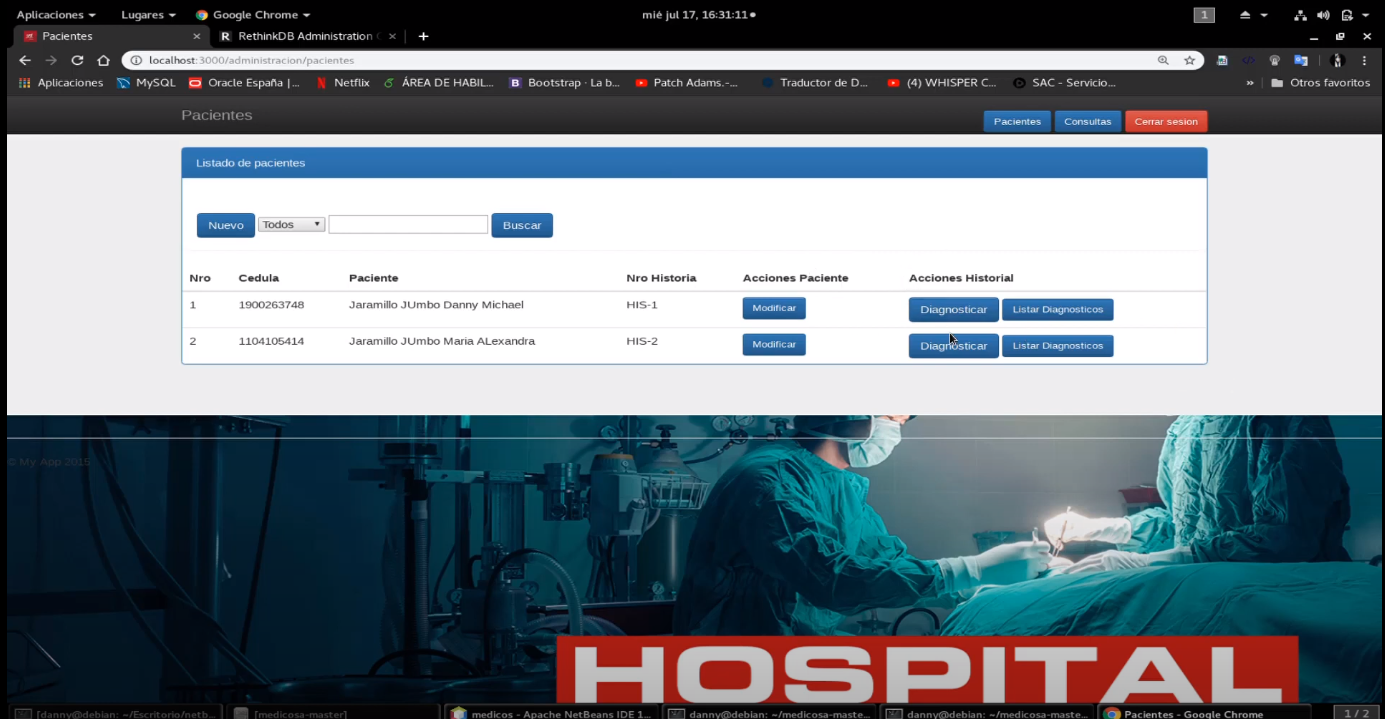 Aplicaciones Lugares Google Chrome mié jul 17, 16:31:11 1
Pacientes RethinkDB Administration
localhost:3000/administracion/pacientes
Aplicaciones MySQL Oracle España |... Netflix ÁREA DE HABIL... Bootstrap · La b... Patch Adams.-... Traductor de D... (4) WHISPER C... SAC - Servicio... » Otros favoritos
Pacientes Pacientes Consultas Cerrar sesion
Listado de pacientes
Nuevo Todos Buscar
Nro Cedula Paciente Nro Historia Acciones Paciente Acciones Historial
1 1900263748 Jaramillo JUmbo Danny Michael HIS-1 Modificar Diagnosticar Listar Diagnosticos
2 1104105414 Jaramillo JUmbo Maria ALexandra HIS-2 Modificar Diagnosticar Listar Diagnosticos
© My App 2015
HOSPITAL
[danny@debian: ~/Escritorio/netb... [medicosa-master] medicos - Apache NetBeans IDE 1... danny@debian: ~/medicosa-maste... danny@debian: ~/medicosa-maste... Pacientes - Google Chrome 1 / 2